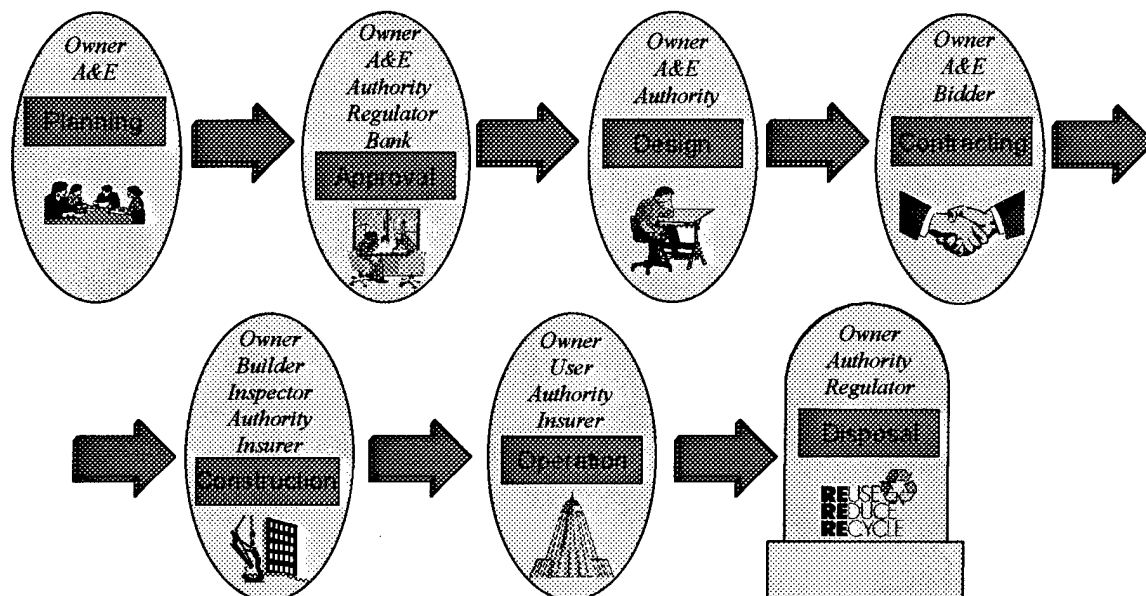 Owner
A&E
Planning
Owner
A&E
Authority
Regulator
Bank
Approval
Owner
A&E
Authority
Design
Owner
A&E
Bidder
Contracting
Owner
Builder
Inspector
Authority
Insurer
Construction
Owner
User
Authority
Insurer
Operation
Owner
Authority
Regulator
Disposal
REUSE
REDUCE
RECYCLE